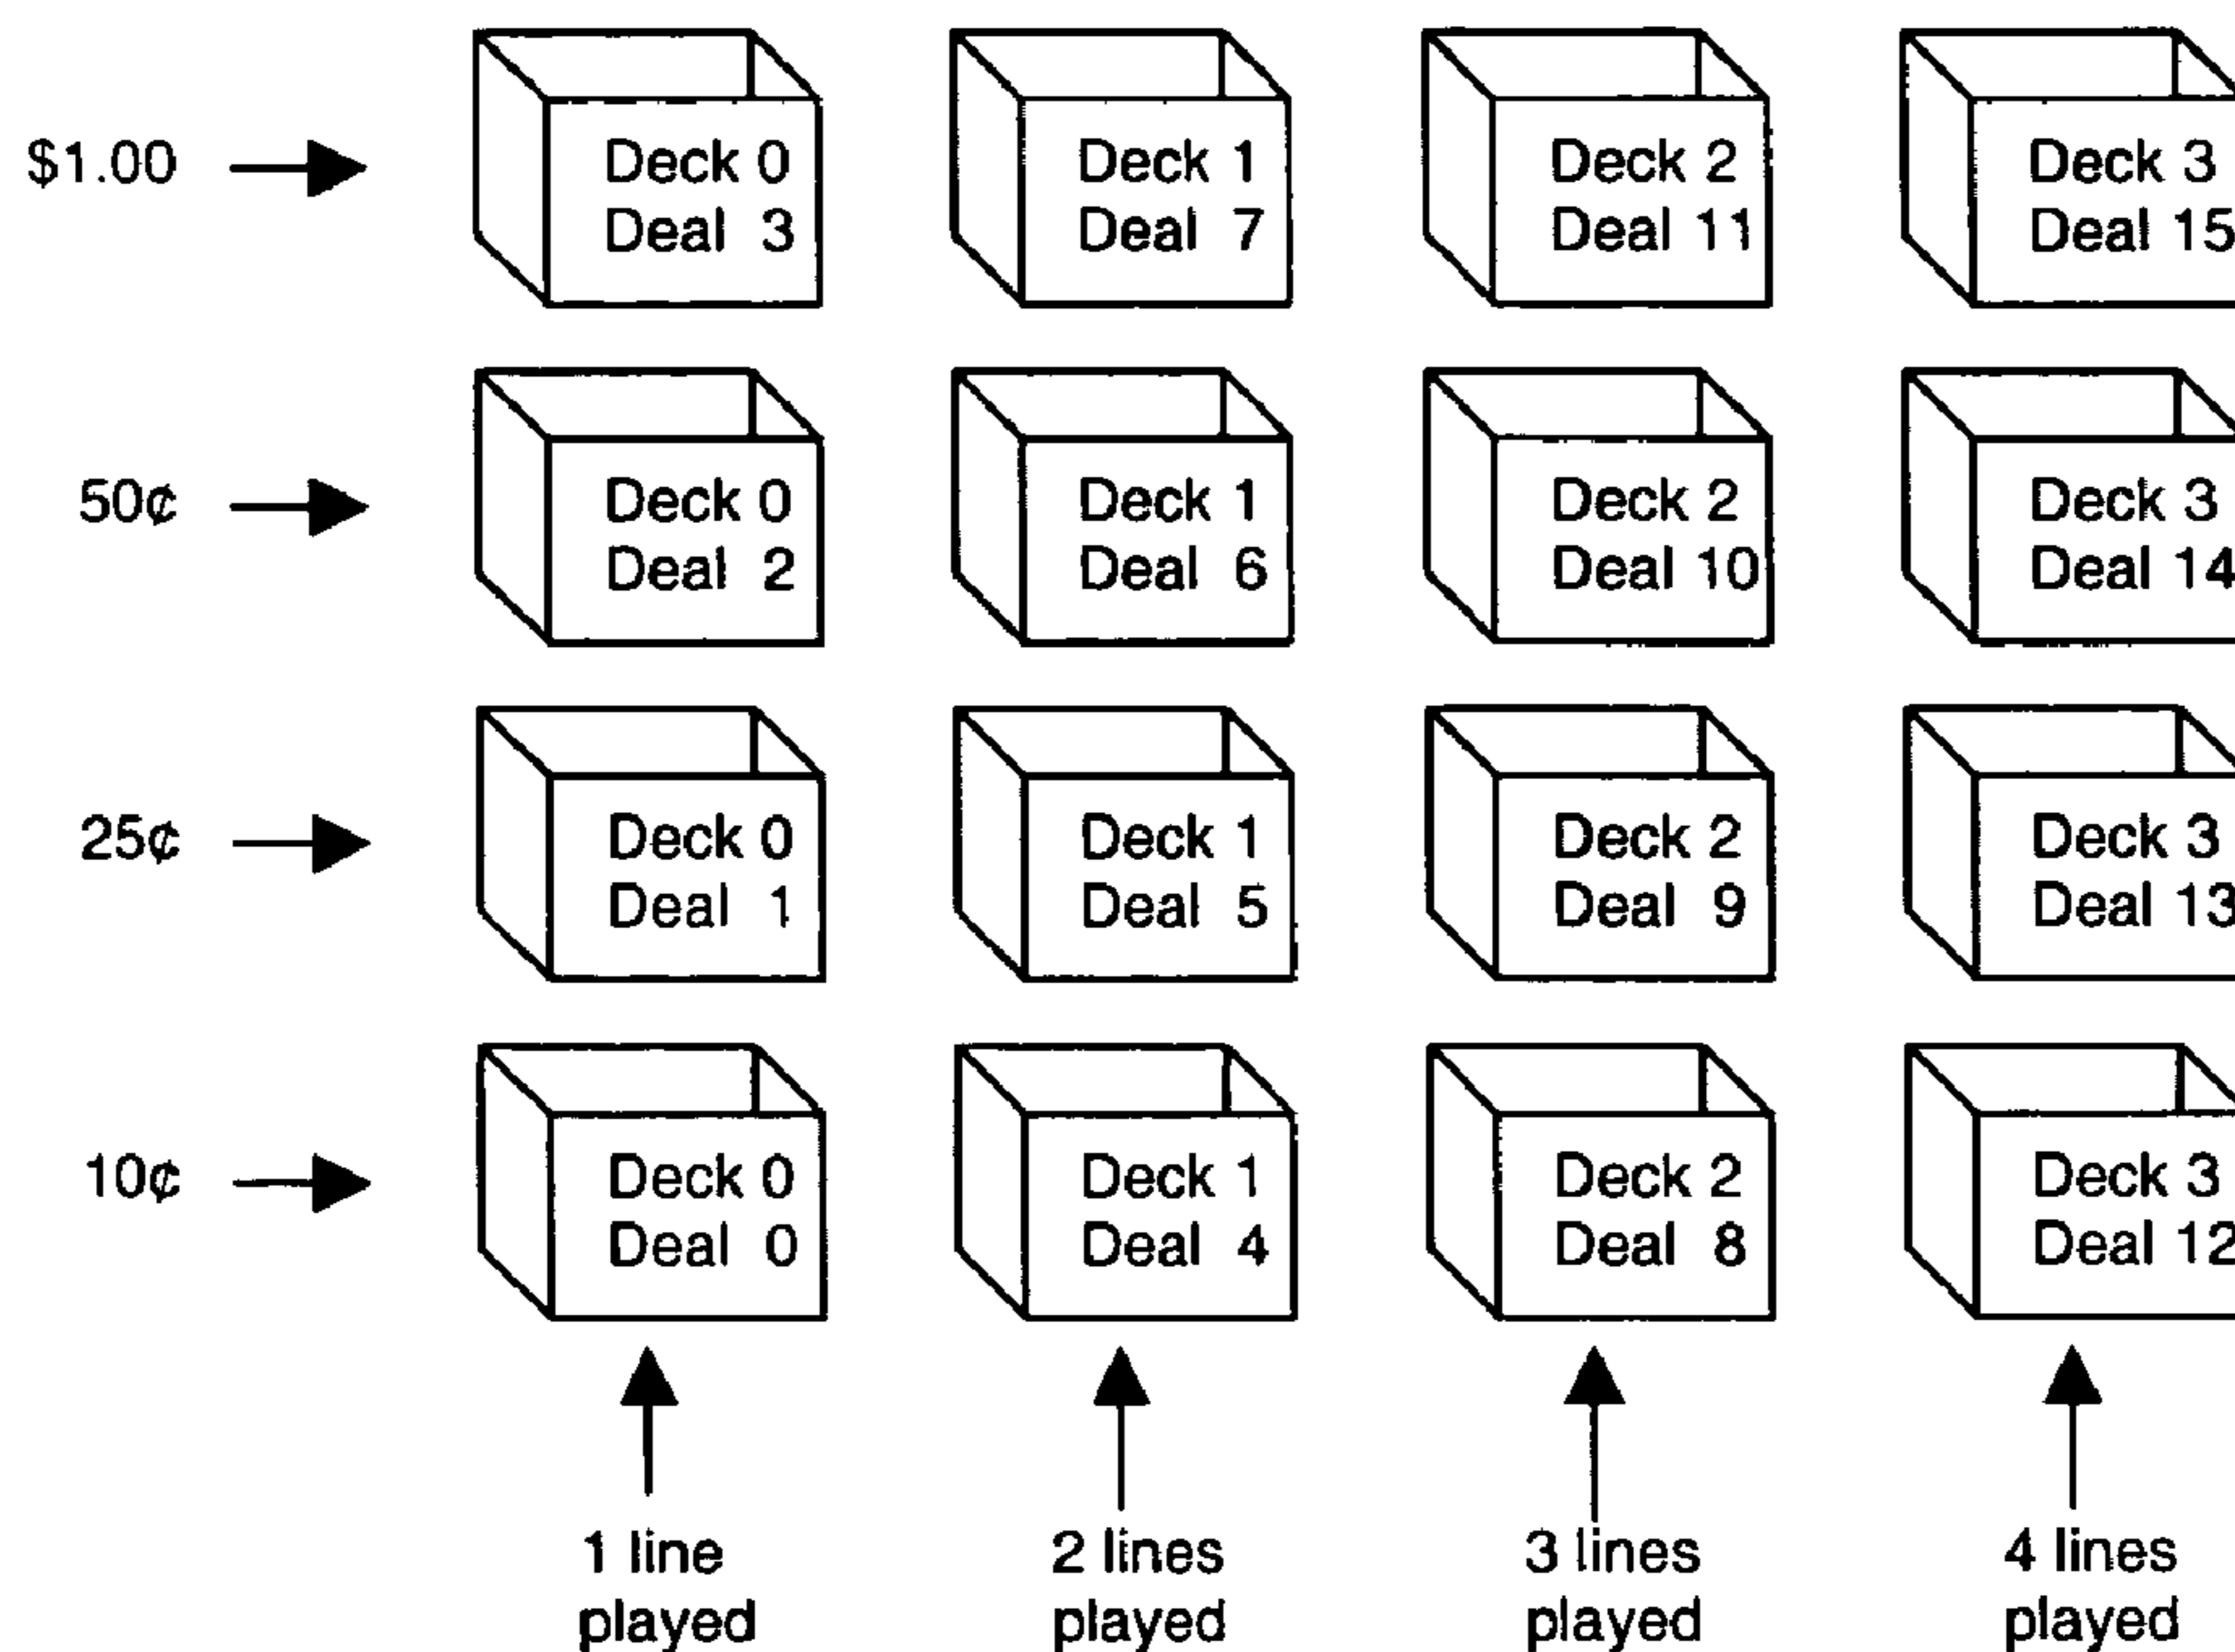 $1.00
Deck 0
Deal 3
Deck 1
Deal 7
Deck 2
Deal 11
Deck 3
Deal 15
50¢
Deck 0
Deal 2
Deck 1
Deal 6
Deck 2
Deal 10
Deck 3
Deal 14
25¢
Deck 0
Deal 1
Deck 1
Deal 5
Deck 2
Deal 9
Deck 3
Deal 13
10¢
Deck 0
Deal 0
Deck 1
Deal 4
Deck 2
Deal 8
Deck 3
Deal 12
1 line
played
2 lines
played
3 lines
played
4 lines
played